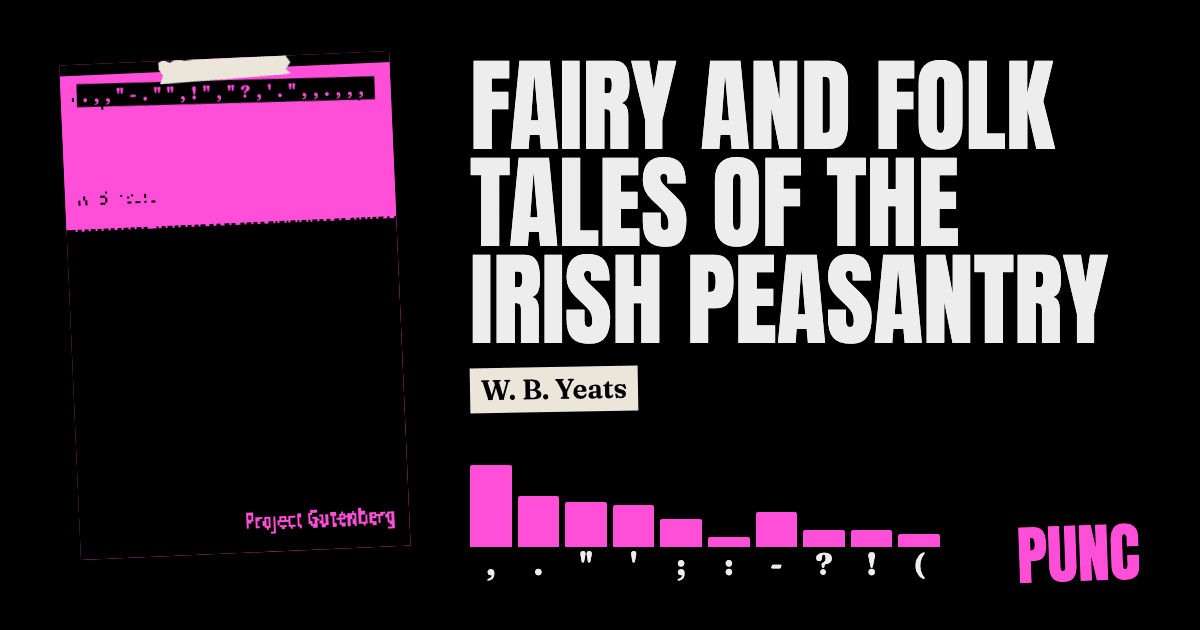 .,,"-."",!","?,'.",,.,,,
Project Gutenberg
FAIRY AND FOLK
TALES OF THE
IRISH PEASANTRY
W. B. Yeats
, . " ' ; : - ? ! (
PUNC